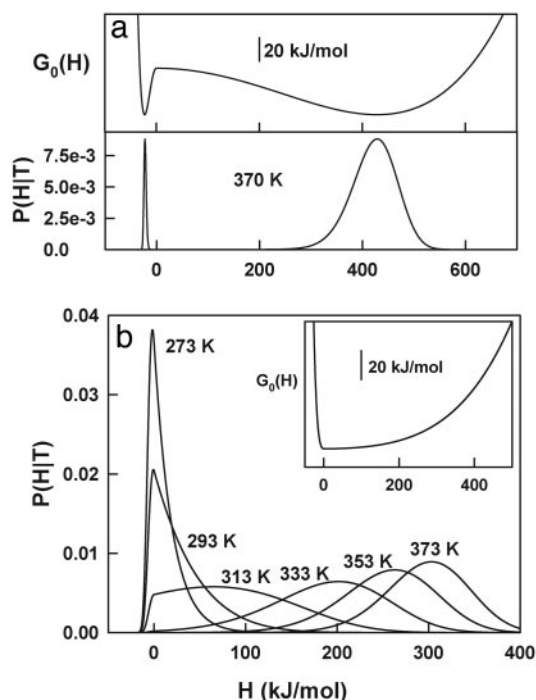 a
G₀(H)
20 kJ/mol
P(H|T)
7.5e-3
5.0e-3
2.5e-3
0.0
370 K
0 200 400 600
b
P(H|T)
0.04
0.03
0.02
0.01
0.00
273 K
293 K
313 K
333 K
353 K
373 K
G₀(H)
20 kJ/mol
0 200 400
0 100 200 300 400
H (kJ/mol)